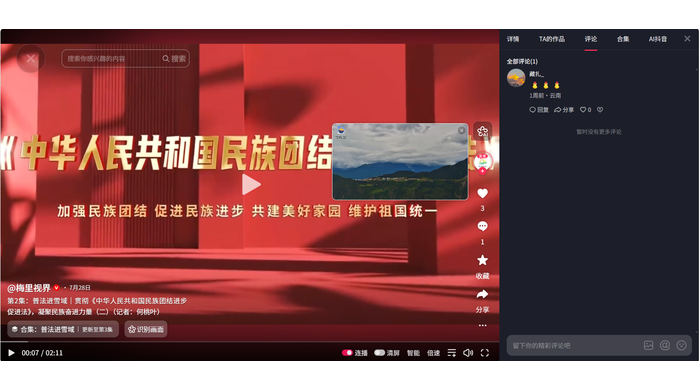 搜索你感兴趣的内容
搜索
《中华人民共和国民族团结
加强民族团结 促进民族进步 共建美好家园 维护祖国统一
3
1
收藏
分享
@梅里视界
· 7月28日
第2集:普法进雪域｜贯彻《中华人民共和国民族团结进步
促进法》,凝聚民族奋进力量(二)(记者:何桃叶)
合集:普法进雪域｜更新至第3集
识别画面
00:07 / 02:11
连播
清屏
智能
倍速
详情
TA的作品
评论
合集
AI抖音
全部评论(1)
藏扎_
1周前·云南
回复
分享
0
暂时没有更多评论
留下你的精彩评论吧